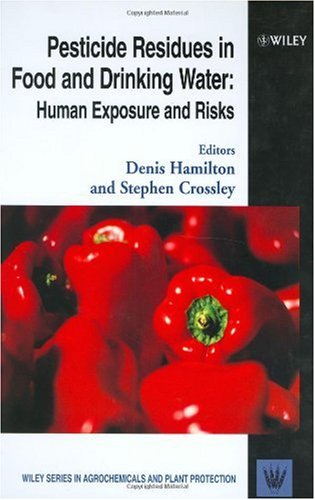 Pesticide Residues in
Food and Drinking Water:
Human Exposure and Risks
WILEY
Editors
Denis Hamilton
and Stephen Crossley
WILEY SERIES IN AGROCHEMICALS AND PLANT PROTECTION